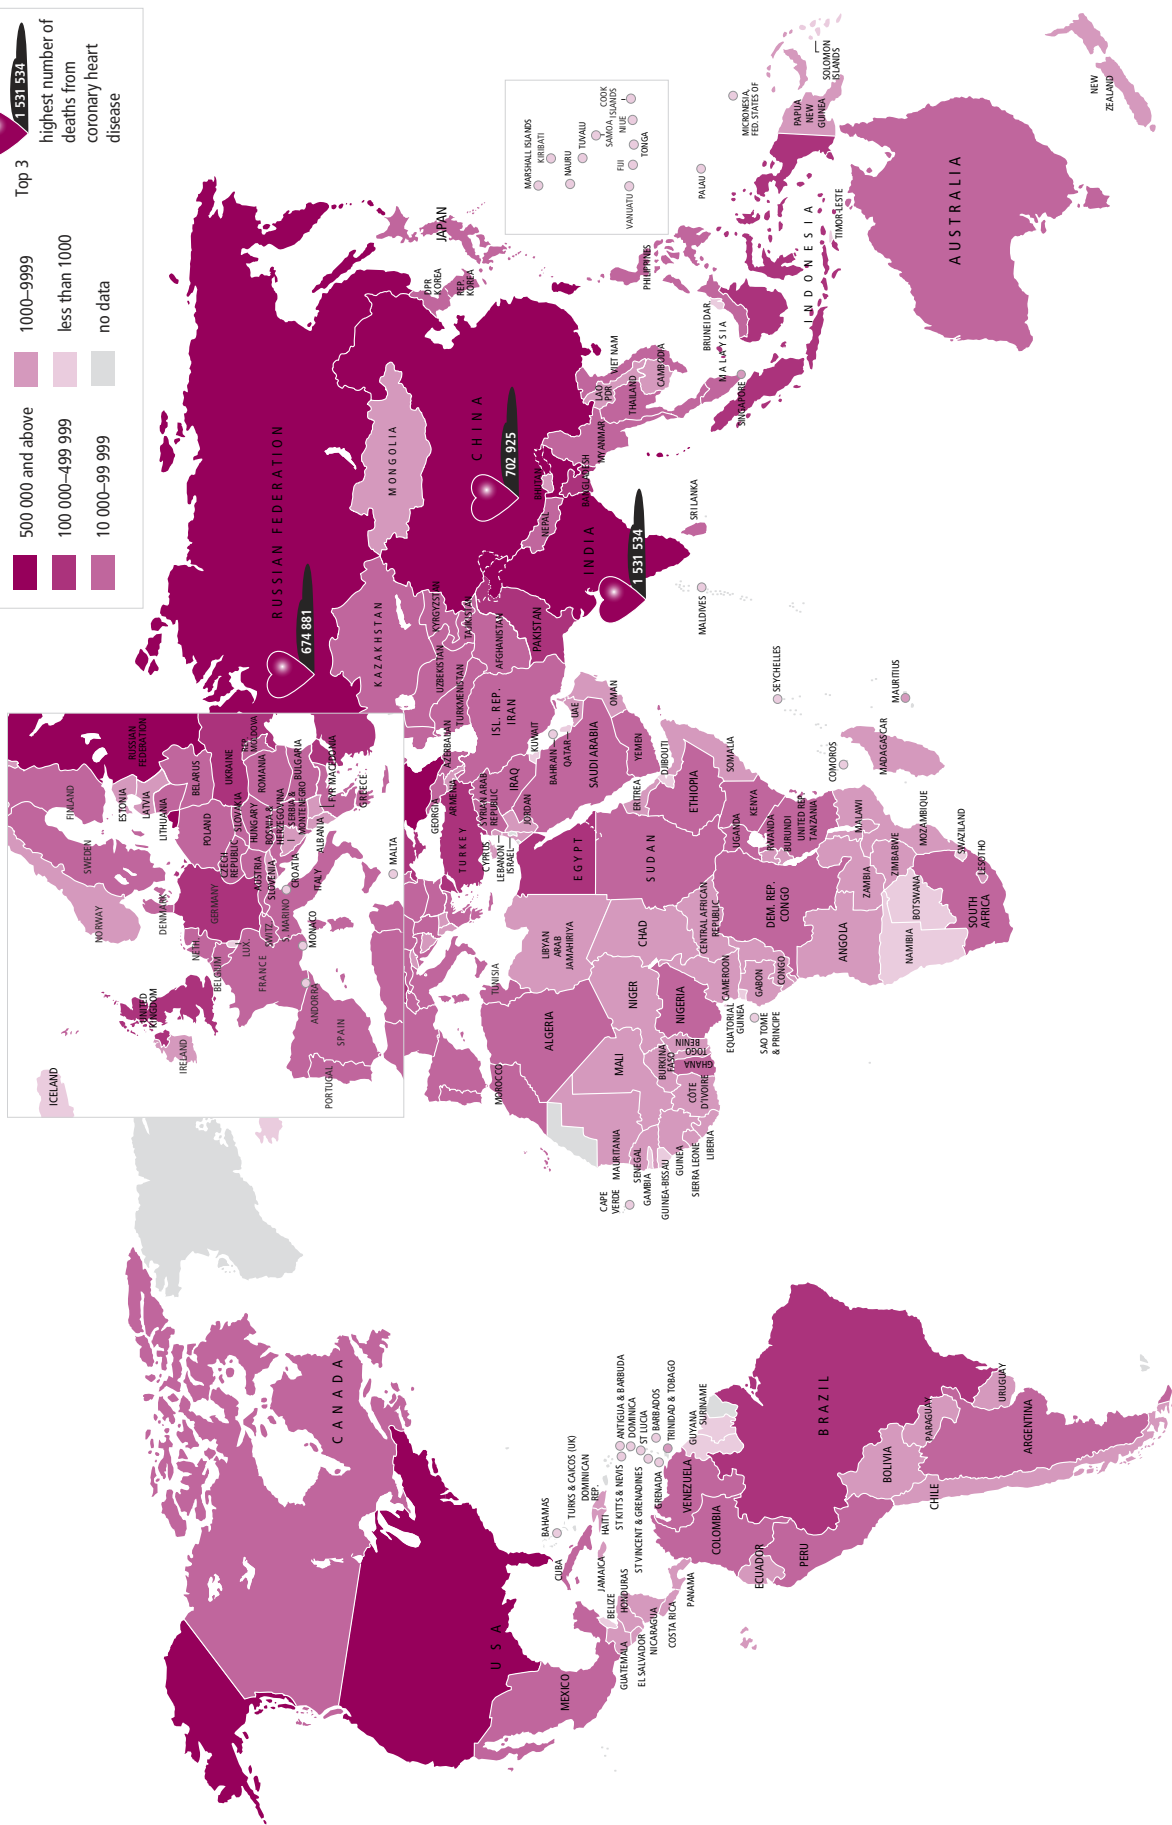 500 000 and above
100 000–499 999
10 000–99 999
1000–9999
less than 1000
no data
Top 3
1 531 534
highest number of
deaths from
coronary heart
disease
ICELAND
NORWAY
SWEDEN
FINLAND
ESTONIA
LATVIA
LITHUANIA
RUSSIAN
FEDERATION
DENMARK
UNITED
KINGDOM
IRELAND
NETH.
BELGIUM
LUX.
GERMANY
POLAND
BELARUS
UKRAINE
REP.
MOLDOVA
CZECH
REPUBLIC
SLOVAKIA
AUSTRIA
HUNGARY
ROMANIA
FRANCE
SWITZ.
SLOVENIA
CROATIA
BOSNIA &
HERZEGOVINA
SERBIA &
MONTENEGRO
BULGARIA
S. MARINO
MONACO
ITALY
ALBANIA
FYR MACEDONIA
GREECE
ANDORRA
SPAIN
PORTUGAL
MALTA
CANADA
USA
MEXICO
BAHAMAS
CUBA
TURKS & CAICOS (UK)
DOMINICAN
REP.
HAITI
JAMAICA
ST KITTS & NEVIS
ANTIGUA & BARBUDA
DOMINICA
ST LUCIA
BARBADOS
ST VINCENT & GRENADINES
GRENADA
TRINIDAD & TOBAGO
BELIZE
HONDURAS
GUATEMALA
EL SALVADOR
NICARAGUA
COSTA RICA
PANAMA
VENEZUELA
GUYANA
SURINAME
COLOMBIA
ECUADOR
PERU
BRAZIL
BOLIVIA
PARAGUAY
CHILE
ARGENTINA
URUGUAY
RUSSIAN FEDERATION
674 881
KAZAKHSTAN
MONGOLIA
CHINA
702 925
DPR
KOREA
REP.
KOREA
JAPAN
GEORGIA
ARMENIA
AZERBAIJAN
UZBEKISTAN
TURKMENISTAN
KYRGYZSTAN
TAJIKISTAN
AFGHANISTAN
PAKISTAN
TURKEY
CYPRUS
LEBANON
ISRAEL
SYRIAN ARAB
REPUBLIC
JORDAN
IRAQ
ISL. REP.
IRAN
KUWAIT
BAHRAIN
QATAR
UAE
OMAN
SAUDI ARABIA
YEMEN
INDIA
1 531 534
NEPAL
BHUTAN
BANGLADESH
SRI LANKA
MALDIVES
MYANMAR
LAO
PDR
THAILAND
VIET NAM
CAMBODIA
PHILIPPINES
BRUNEI DAR.
MALAYSIA
SINGAPORE
INDONESIA
TIMOR-LESTE
PALAU
MICRONESIA,
FED. STATES OF
PAPUA
NEW
GUINEA
SOLOMON
ISLANDS
MARSHALL ISLANDS
KIRIBATI
NAURU
TUVALU
SAMOA
COOK
ISLANDS
NIUE
VANUATU
FIJI
TONGA
AUSTRALIA
NEW
ZEALAND
MOROCCO
ALGERIA
TUNISIA
LIBYAN
ARAB
JAMAHIRIYA
EGYPT
CAPE
VERDE
MAURITANIA
MALI
NIGER
CHAD
SUDAN
ERITREA
DJIBOUTI
SENEGAL
GAMBIA
GUINEA-BISSAU
GUINEA
SIERRA LEONE
LIBERIA
CÔTE
D'IVOIRE
BURKINA
FASO
GHANA
TOGO
BENIN
NIGERIA
CAMEROON
CENTRAL AFRICAN
REPUBLIC
ETHIOPIA
SOMALIA
EQUATORIAL
GUINEA
SAO TOME
& PRINCIPE
GABON
CONGO
DEM. REP.
CONGO
UGANDA
KENYA
RWANDA
BURUNDI
UNITED REP.
TANZANIA
ANGOLA
ZAMBIA
MALAWI
MOZAMBIQUE
ZIMBABWE
NAMIBIA
BOTSWANA
SOUTH
AFRICA
SWAZILAND
LESOTHO
COMOROS
MADAGASCAR
SEYCHELLES
MAURITIUS